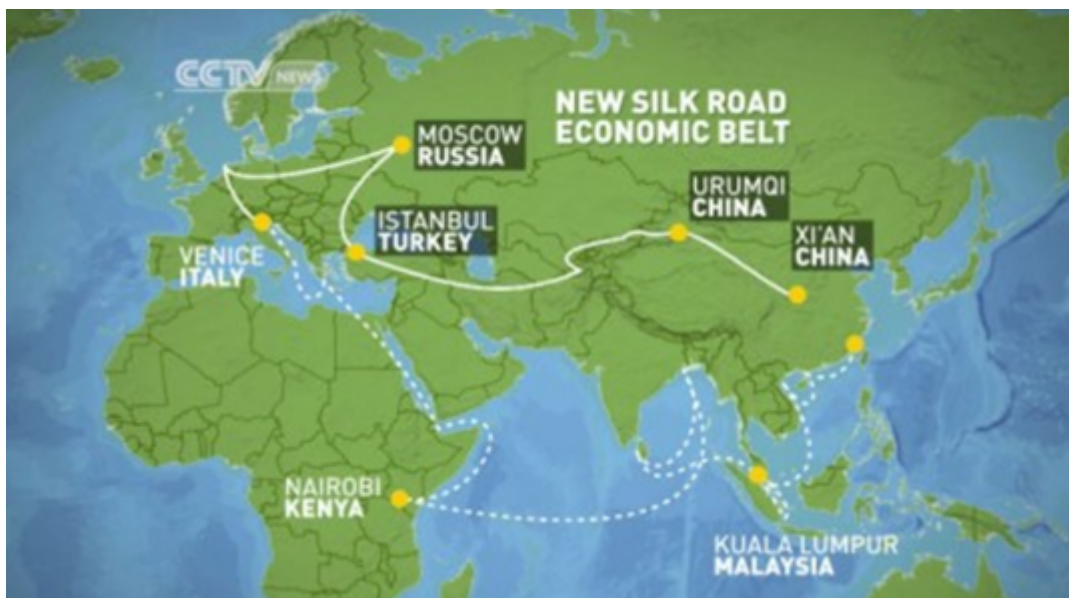 CCTV NEWS
NEW SILK ROAD
ECONOMIC BELT
MOSCOW
RUSSIA
URUMQI
CHINA
ISTANBUL
TURKEY
XI'AN
CHINA
VENICE
ITALY
NAIROBI
KENYA
KUALA LUMPUR
MALAYSIA